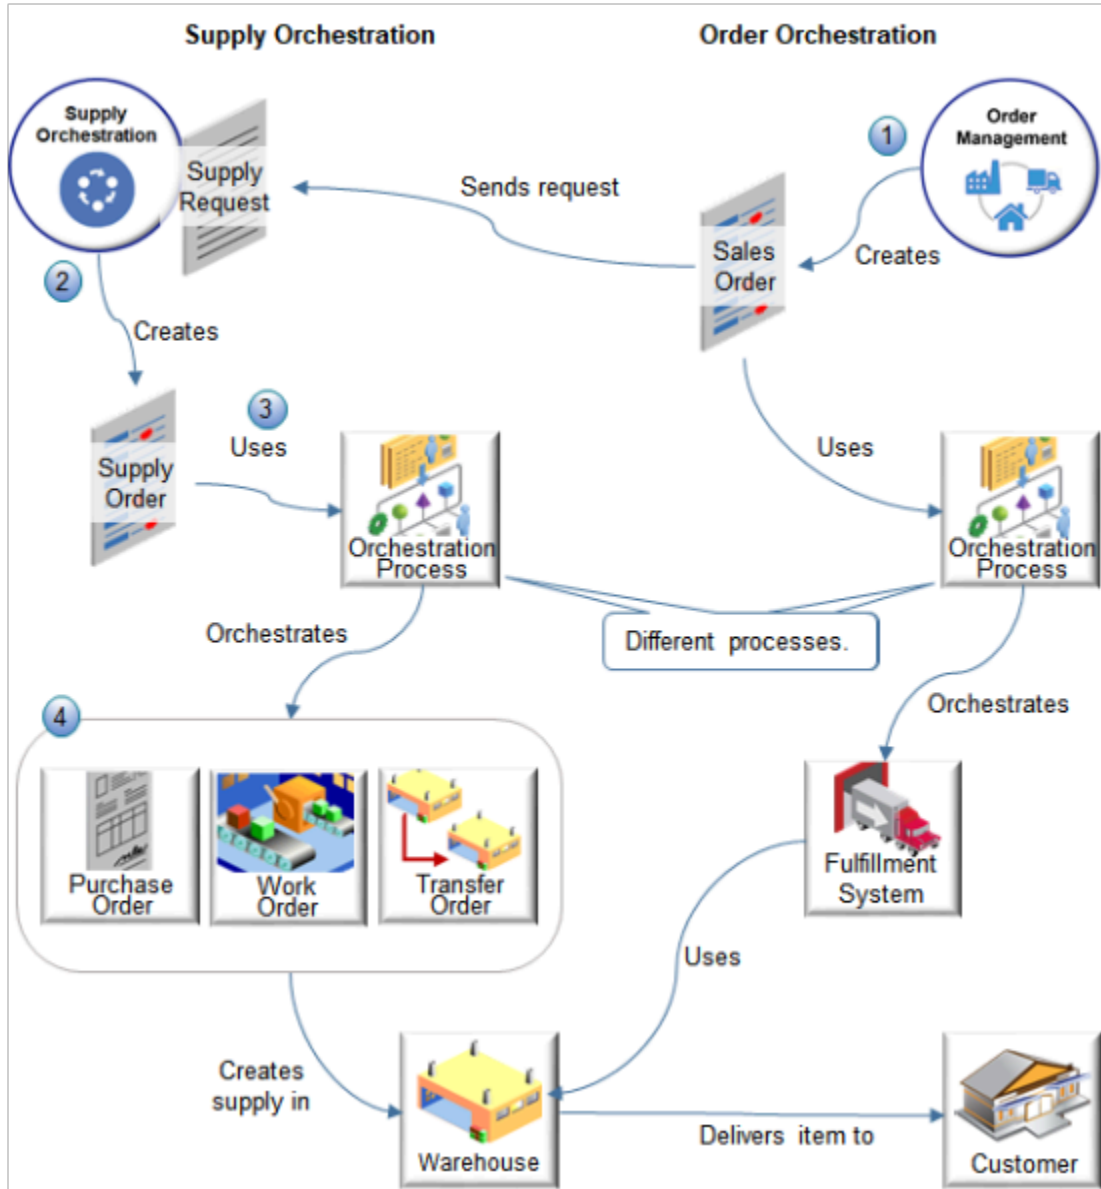 Supply Orchestration
Order Orchestration
Supply
Orchestration
Supply
Request
Sends request
1
Order
Management
Sales
Order
Creates
2
Creates
3
Uses
Supply
Order
Orchestration
Process
Uses
Orchestration
Process
Orchestrates
Different processes.
Orchestrates
4
Purchase
Order
Work
Order
Transfer
Order
Fulfillment
System
Uses
Creates
supply in
Warehouse
Delivers item to
Customer